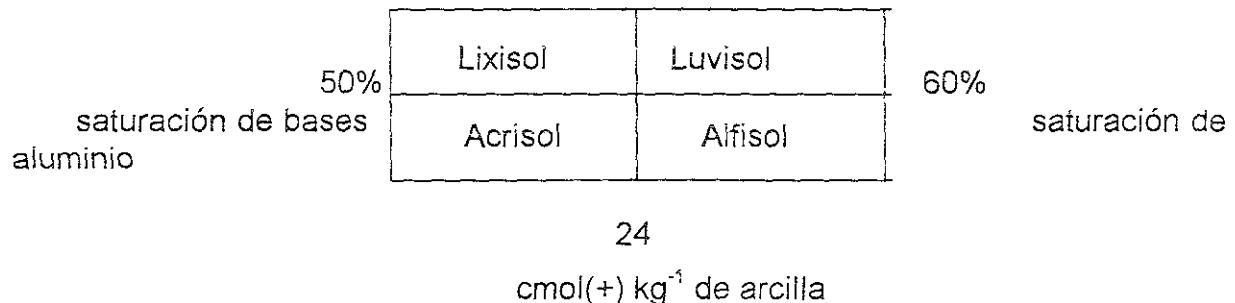 Lixisol Luvisol
50% 60%
saturación de bases Acrisol Alfisol saturación de
aluminio
24
cmol(+) kg⁻¹ de arcilla